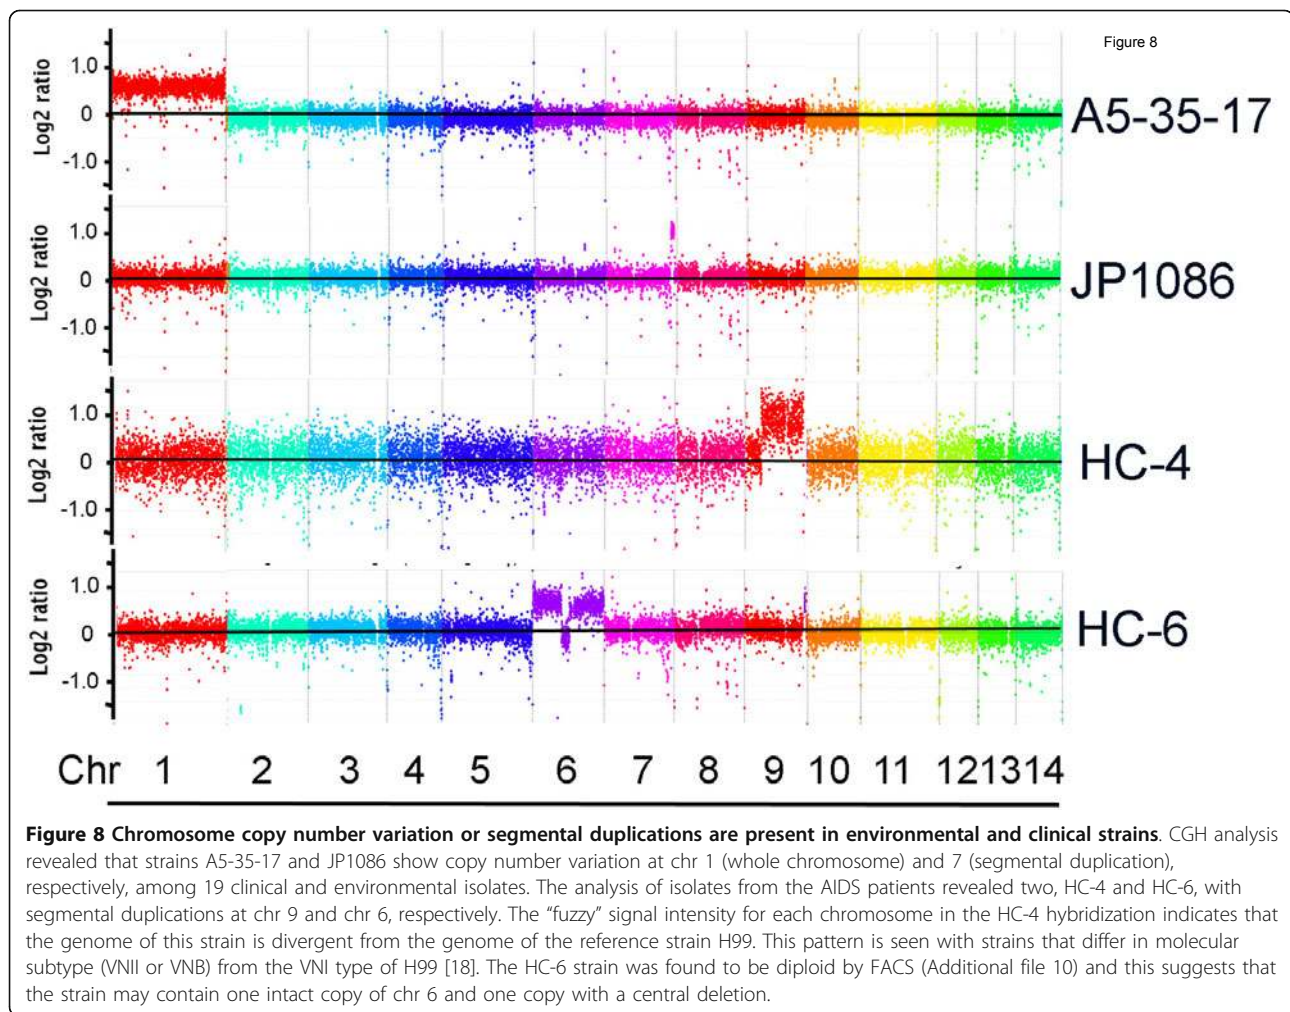 Figure 8
1.0
0
-1.0
Log2 ratio
A5-35-17
1.0
0
-1.0
Log2 ratio
JP1086
1.0
0
-1.0
Log2 ratio
HC-4
1.0
0
-1.0
Log2 ratio
HC-6
Chr 1 2 3 4 5 6 7 8 9 10 11 121314
Figure 8 Chromosome copy number variation or segmental duplications are present in environmental and clinical strains. CGH analysis
revealed that strains A5-35-17 and JP1086 show copy number variation at chr 1 (whole chromosome) and 7 (segmental duplication),
respectively, among 19 clinical and environmental isolates. The analysis of isolates from the AIDS patients revealed two, HC-4 and HC-6, with
segmental duplications at chr 9 and chr 6, respectively. The “fuzzy” signal intensity for each chromosome in the HC-4 hybridization indicates that
the genome of this strain is divergent from the genome of the reference strain H99. This pattern is seen with strains that differ in molecular
subtype (VNII or VNB) from the VNI type of H99 [18]. The HC-6 strain was found to be diploid by FACS (Additional file 10) and this suggests that
the strain may contain one intact copy of chr 6 and one copy with a central deletion.